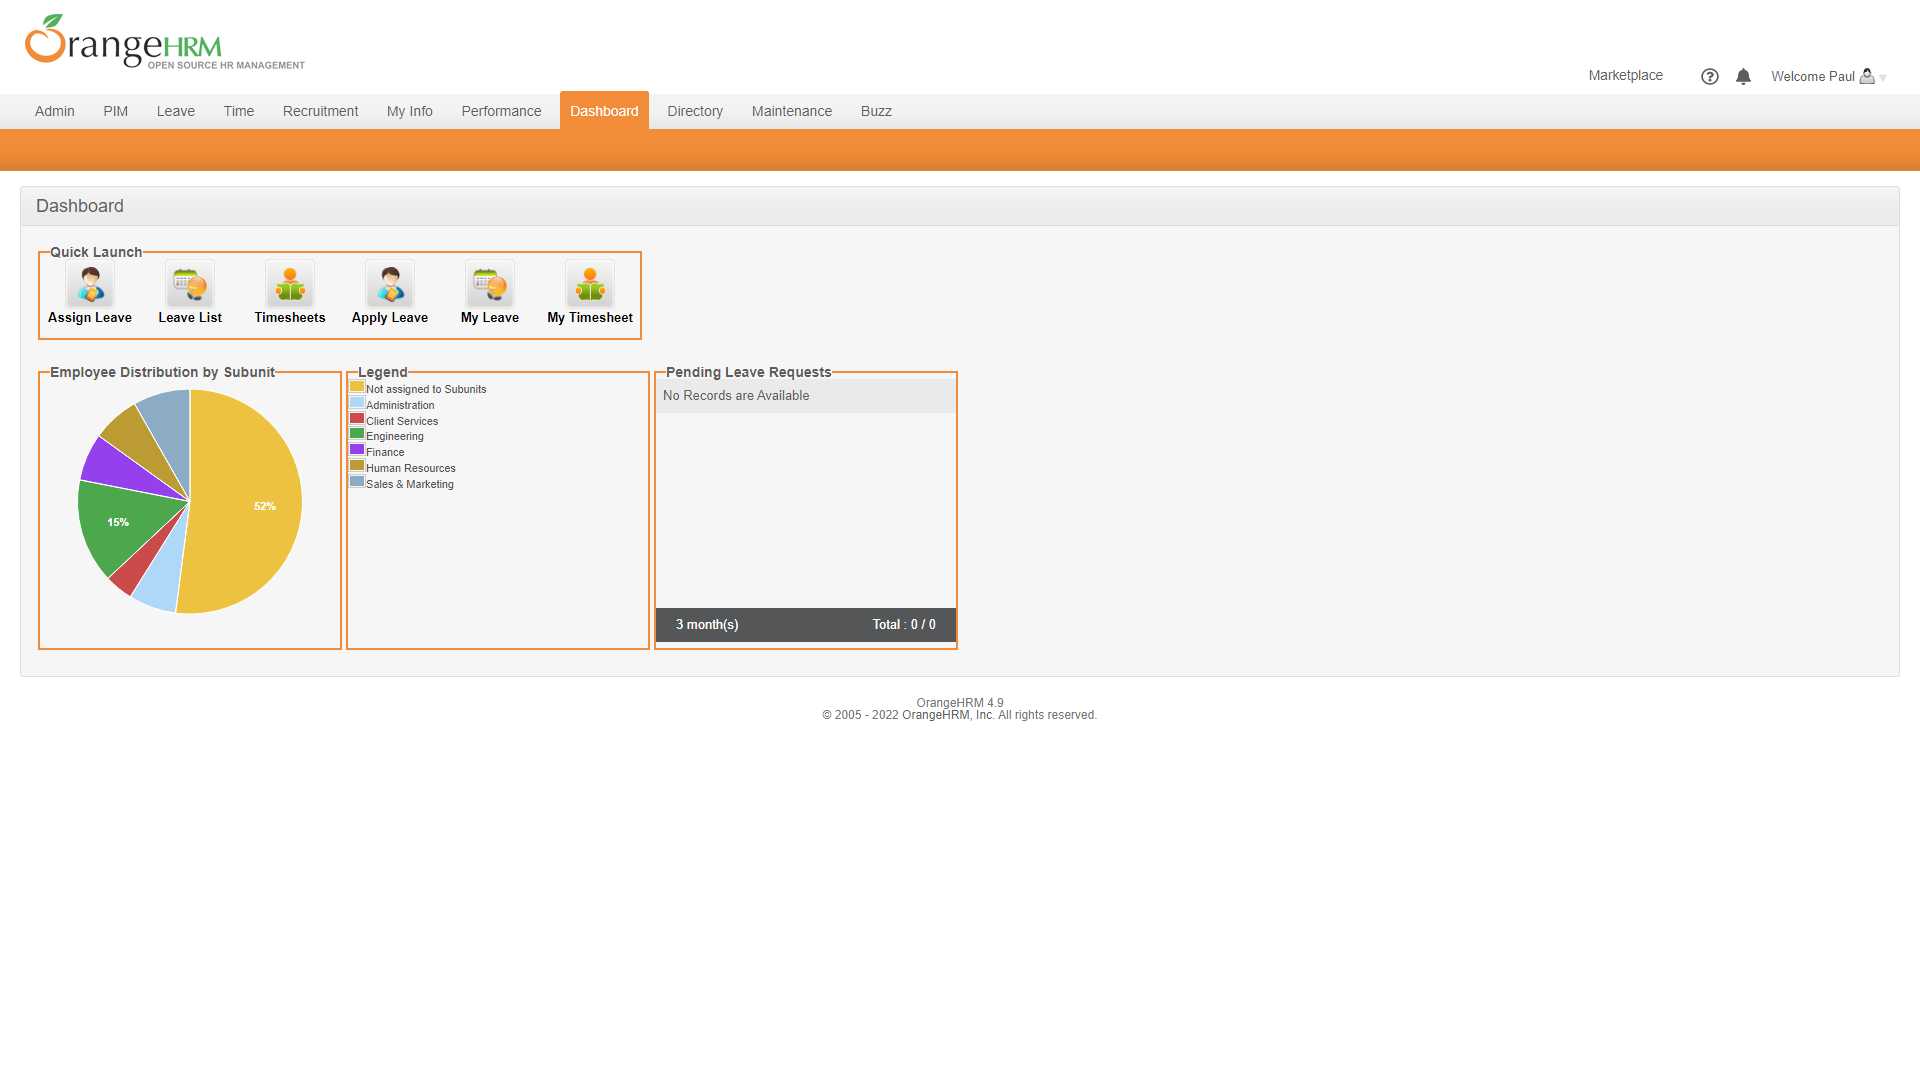 OrangeHRM
OPEN SOURCE HR MANAGEMENT
Marketplace
Welcome Paul
Admin PIM Leave Time Recruitment My Info Performance Dashboard Directory Maintenance Buzz
Dashboard
Quick Launch
Assign Leave Leave List Timesheets Apply Leave My Leave My Timesheet
Employee Distribution by Subunit
52%
15%
Legend
Not assigned to Subunits
Administration
Client Services
Engineering
Finance
Human Resources
Sales & Marketing
Pending Leave Requests
No Records are Available
3 month(s) Total : 0 / 0
OrangeHRM 4.9
© 2005 - 2022 OrangeHRM, Inc. All rights reserved.